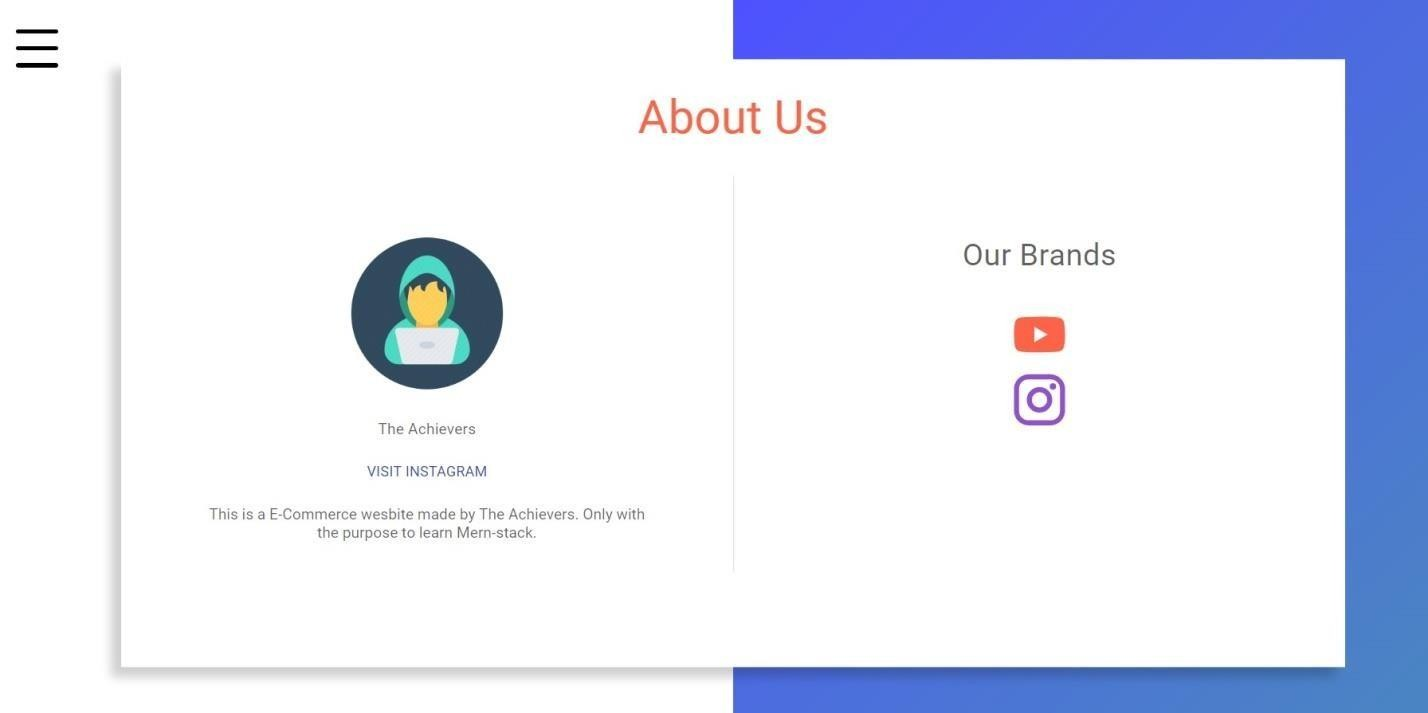 About Us
The Achievers
VISIT INSTAGRAM
This is a E-Commerce wesbite made by The Achievers. Only with
the purpose to learn Mern-stack.
Our Brands